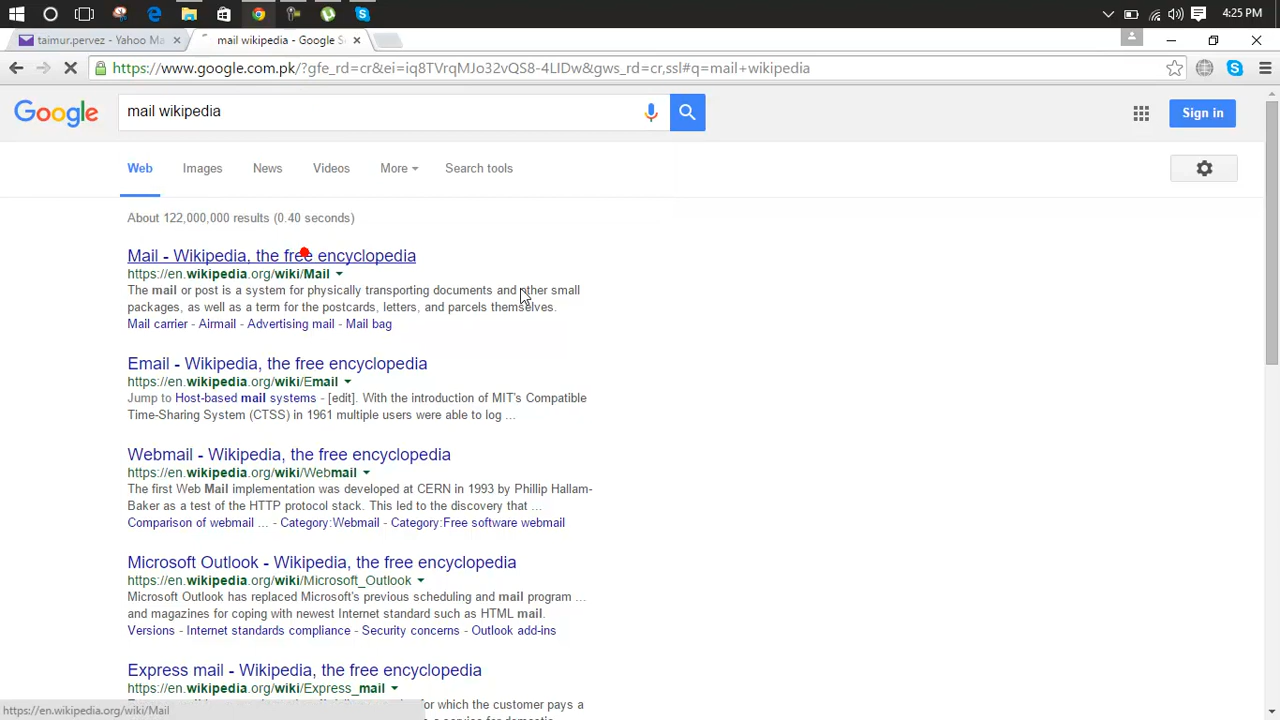 4:25 PM
taimur.pervez - Yahoo Ma
mail wikipedia - Google Se
https://www.google.com.pk/?gfe_rd=cr&ei=iq8TVrqMJo32vQS8-4LIDw&gws_rd=cr,ssl#q=mail+wikipedia
Google
mail wikipedia
Sign in
Web Images News Videos More Search tools
About 122,000,000 results (0.40 seconds)
Mail - Wikipedia, the free encyclopedia
https://en.wikipedia.org/wiki/Mail
The mail or post is a system for physically transporting documents and other small
packages, as well as a term for the postcards, letters, and parcels themselves.
Mail carrier - Airmail - Advertising mail - Mail bag
Email - Wikipedia, the free encyclopedia
https://en.wikipedia.org/wiki/Email
Jump to Host-based mail systems - [edit]. With the introduction of MIT's Compatible
Time-Sharing System (CTSS) in 1961 multiple users were able to log ...
Webmail - Wikipedia, the free encyclopedia
https://en.wikipedia.org/wiki/Webmail
The first Web Mail implementation was developed at CERN in 1993 by Phillip Hallam-
Baker as a test of the HTTP protocol stack. This led to the discovery that ...
Comparison of webmail ... - Category:Webmail - Category:Free software webmail
Microsoft Outlook - Wikipedia, the free encyclopedia
https://en.wikipedia.org/wiki/Microsoft_Outlook
Microsoft Outlook has replaced Microsoft's previous scheduling and mail program ...
and magazines for coping with newest Internet standard such as HTML mail.
Versions - Internet standards compliance - Security concerns - Outlook add-ins
Express mail - Wikipedia, the free encyclopedia
https://en.wikipedia.org/wiki/Express_mail
for which the customer pays a
https://en.wikipedia.org/wiki/Mail